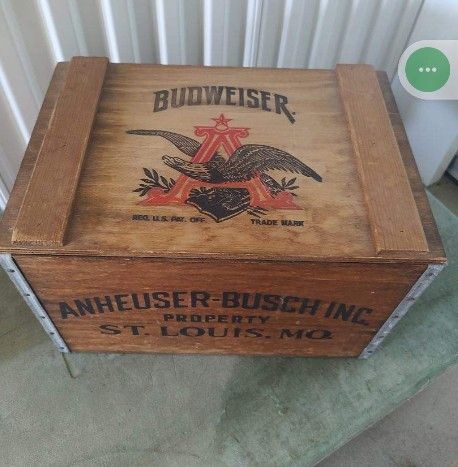 BUDWEISER.
REG. U.S. PAT. OFF. TRADE MARK
ANHEUSER-BUSCH INC.
PROPERTY
ST. LOUIS. MO.